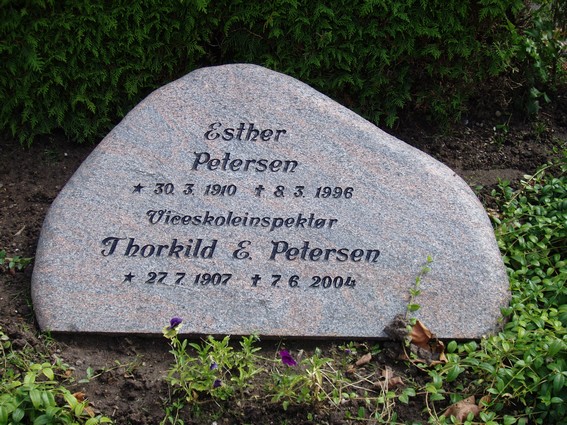 Esther
Petersen
★ 30. 3. 1910 ✝ 8. 3. 1996
Viceskoleinspektør
Thorkild E. Petersen
★ 27. 7. 1907 ✝ 7. 6. 2004